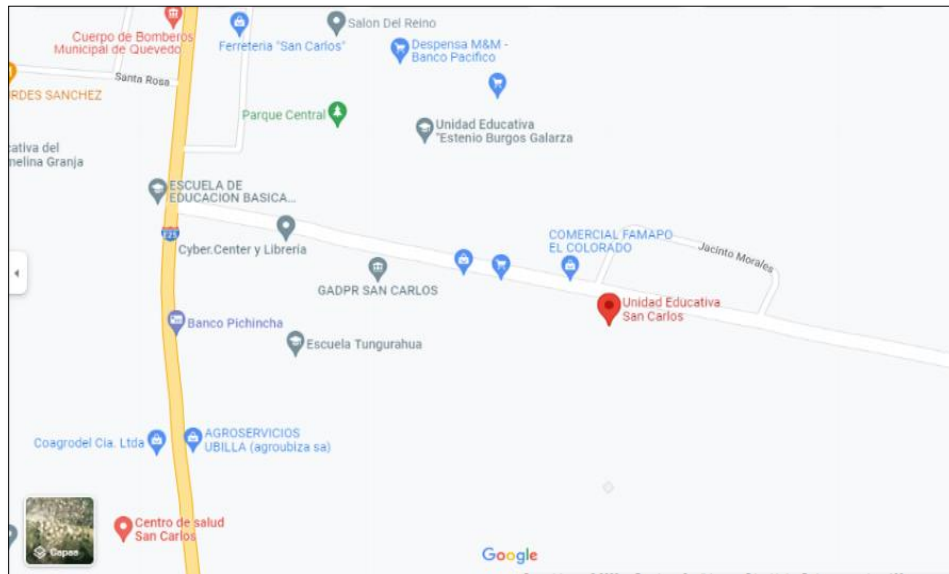 Cuerpo de Bomberos
Municipal de Quevedo
Ferreteria "San Carlos"
Salon Del Reino
Despensa M&M -
Banco Pacifico
Santa Rosa
RDES SANCHEZ
Parque Central
Unidad Educativa
"Estenio Burgos Galarza
cativa del
nelina Granja
ESCUELA DE
EDUCACION BASICA...
E25
Cyber.Center y Libreria
COMERCIAL FAMAPO
EL COLORADO
Jacinto Morales
GADPR SAN CARLOS
Unidad Educativa
San Carlos
Banco Pichincha
Escuela Tungurahua
Coagrodel Cia. Ltda
AGROSERVICIOS
UBILLA (agroubiza sa)
Centro de salud
San Carlos
Capas
Google